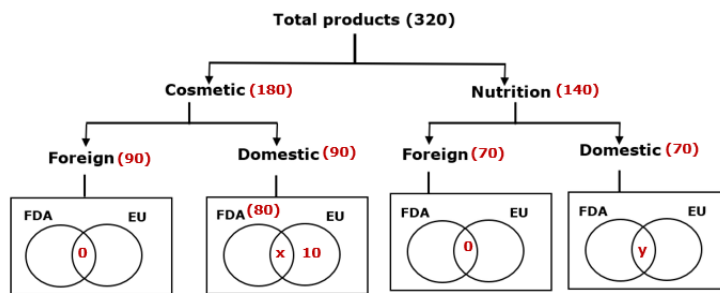 Total products (320)
Cosmetic (180) Nutrition (140)
Foreign (90) Domestic (90) Foreign (70) Domestic (70)
FDA EU FDA (80) EU FDA EU FDA EU
0 x 10 0 y